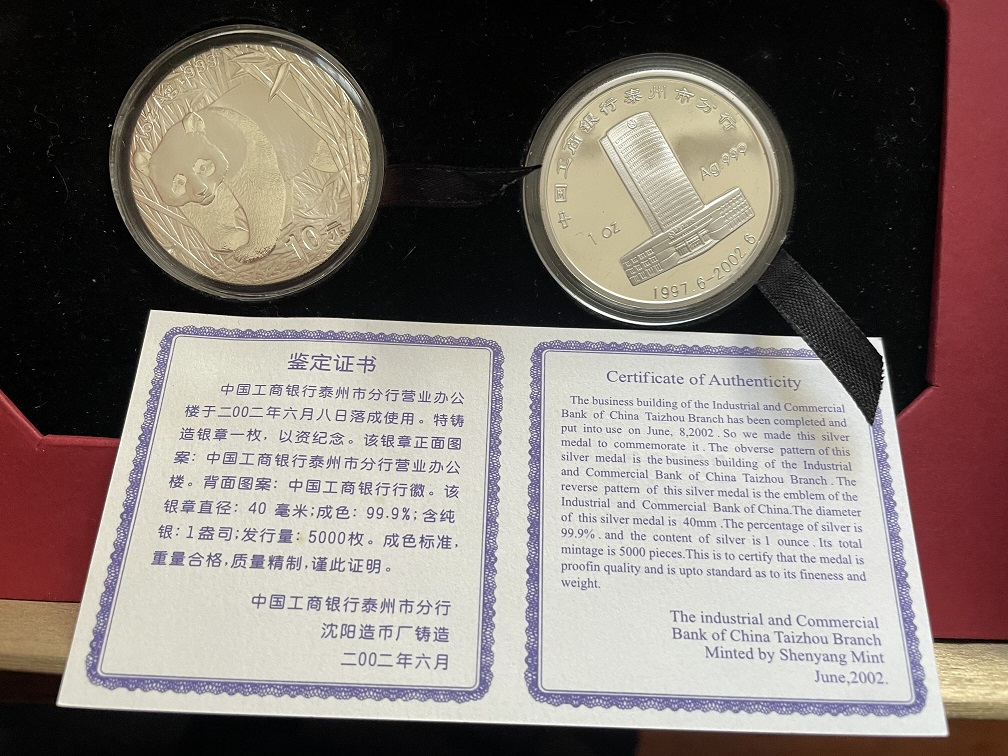 10元
中国工商银行泰州市分行
Ag.999
1 oz
1997.6-2002.6
鉴定证书
中国工商银行泰州市分行营业办公
楼于二00二年六月八日落成使用。特铸
造银章一枚，以资纪念。该银章正面图
案：中国工商银行泰州市分行营业办公
楼。背面图案：中国工商银行行徽。该
银章直径：40 毫米;成色：99.9%;含纯
银：1盎司;发行量：5000枚。成色标准，
重量合格,质量精制,谨此证明。
中国工商银行泰州市分行
沈阳造币厂铸造
二00二年六月
Certificate of Authenticity
The business building of the Industrial and Commercial
Bank of China Taizhou Branch has been completed and
put into use on June, 8,2002 . So we made this silver
medal to commemorate it . The obverse pattern of this
silver medal is the business building of the Industrial
and Commercial Bank of China Taizhou Branch . The
reverse pattern of this silver medal is the emblem of the
Industrial and Commercial Bank of China.The diameter
of this silver medal is 40mm .The percentage of silver is
99.9% . and the content of silver is 1 ounce . Its total
mintage is 5000 pieces.This is to certify that the medal is
proofin quality and is upto standard as to its fineness and
weight.
The industrial and Commercial
Bank of China Taizhou Branch
Minted by Shenyang Mint
June,2002.